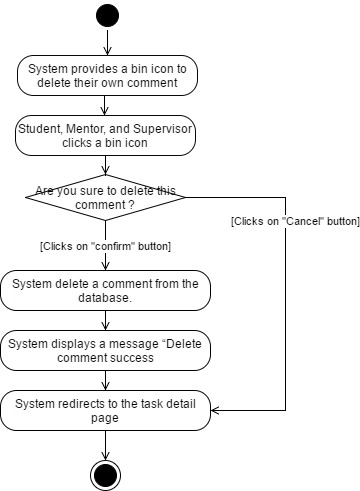 System provides a bin icon to
delete their own comment
Student, Mentor, and Supervisor
clicks a bin icon
Are you sure to delete this
comment ?
[Clicks on "Cancel" button]
[Clicks on "confirm" button]
System delete a comment from the
database.
System displays a message “Delete
comment success
System redirects to the task detail
page